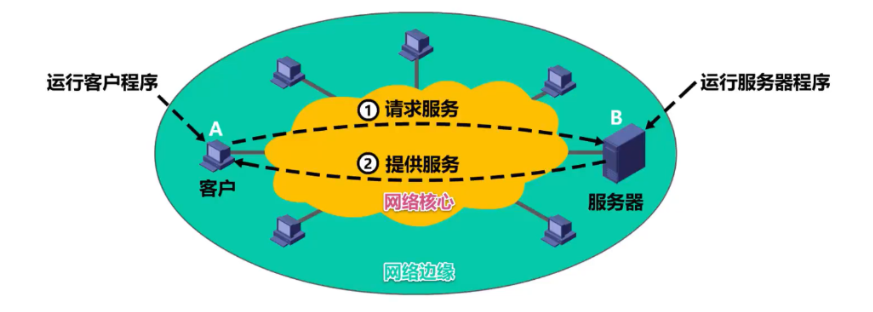 运行客户程序
运行服务器程序
① 请求服务
A
B
② 提供服务
客户
网络核心
服务器
网络边缘